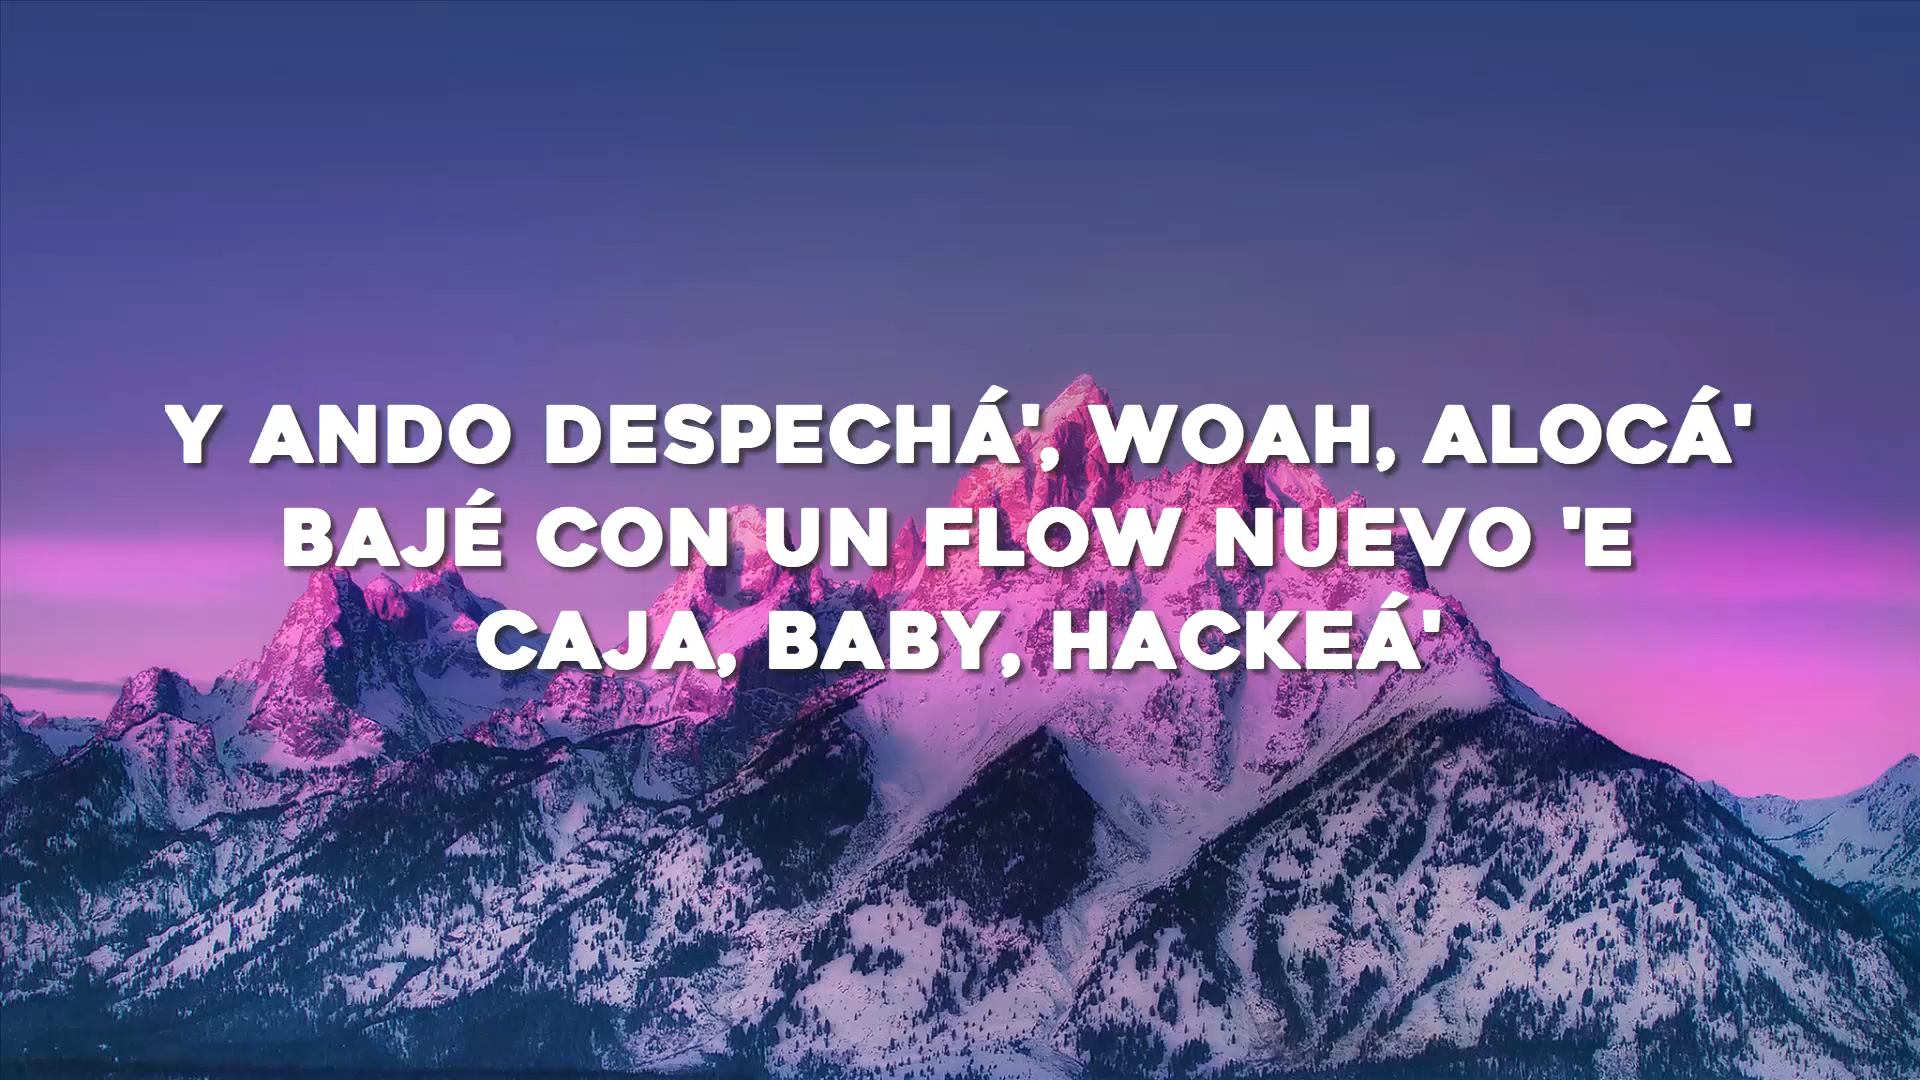 Y ANDO DESPECHÁ', WOAH, ALOCÁ'
BAJÉ CON UN FLOW NUEVO 'E
CAJA, BABY, HACKEÁ'